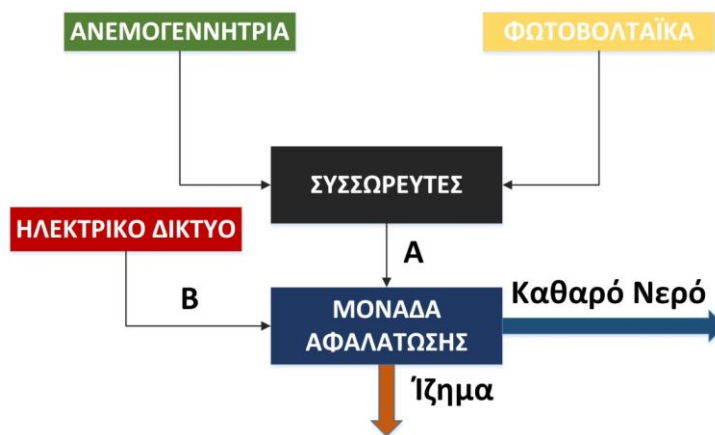 ΑΝΕΜΟΓΕΝΝΗΤΡΙΑ
ΦΩΤΟΒΟΛΤΑΪΚΑ
ΣΥΣΣΩΡΕΥΤΕΣ
ΗΛΕΚΤΡΙΚΟ ΔΙΚΤΥΟ
Α
Β
ΜΟΝΑΔΑ
ΑΦΑΛΑΤΩΣΗΣ
Καθαρό Νερό
Ίζημα